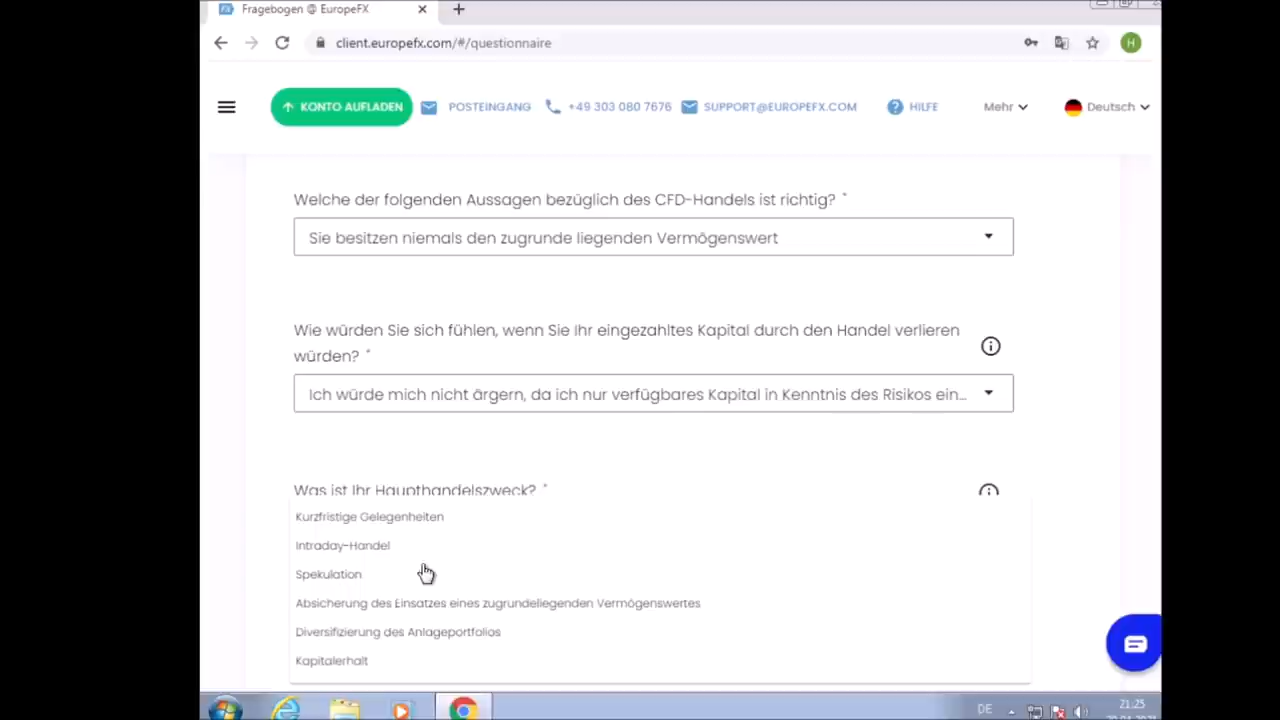 Fragebogen @ EuropeFX
client.europefx.com/#/questionnaire
H
KONTO AUFLADEN
POSTEINGANG
+49 303 080 7676
SUPPORT@EUROPEFX.COM
HILFE
Mehr
Deutsch
Welche der folgenden Aussagen bezüglich des CFD-Handels ist richtig? *
Sie besitzen niemals den zugrunde liegenden Vermögenswert
Wie würden Sie sich fühlen, wenn Sie Ihr eingezahltes Kapital durch den Handel verlieren
würden? *
Ich würde mich nicht ärgern, da ich nur verfügbares Kapital in Kenntnis des Risikos ein...
Was ist Ihr Haupthandelszweck? *
Kurzfristige Gelegenheiten
Intraday-Handel
Spekulation
Absicherung des Einsatzes eines zugrundeliegenden Vermögenswertes
Diversifizierung des Anlageportfolios
Kapitalerhalt
DE
21:25